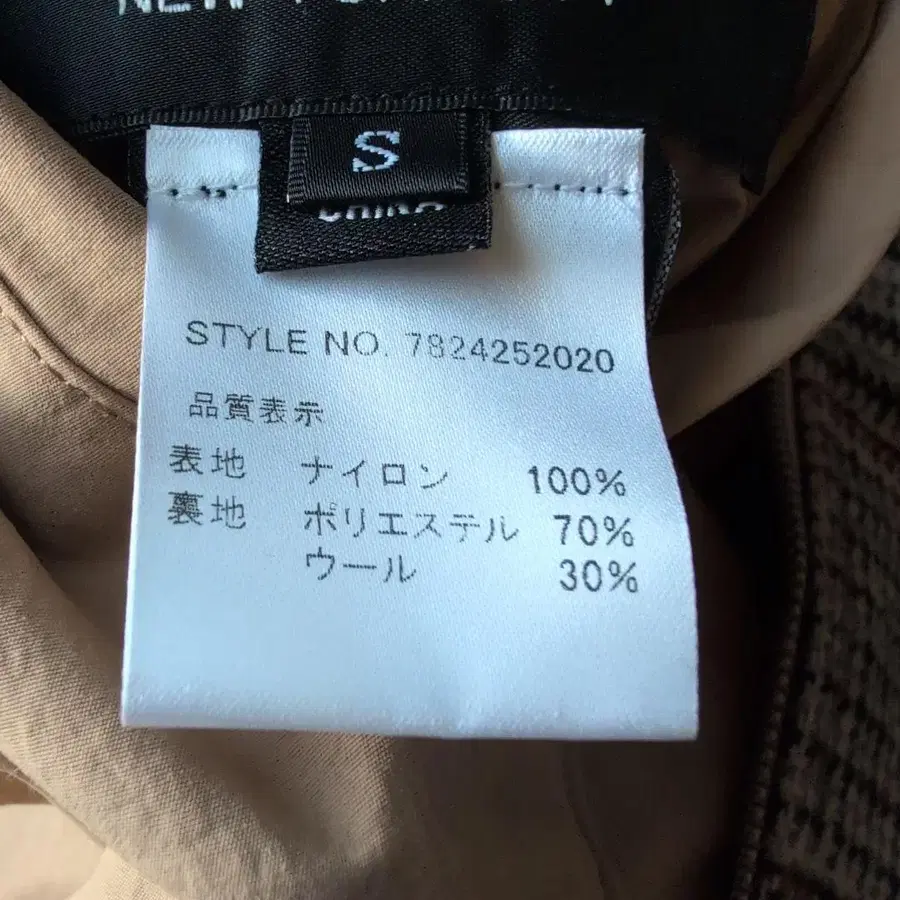 NEW
S
STYLE NO. 7824252020
品質表示
表地 ナイロン 100%
裏地 ポリエステル 70%
ウール 30%